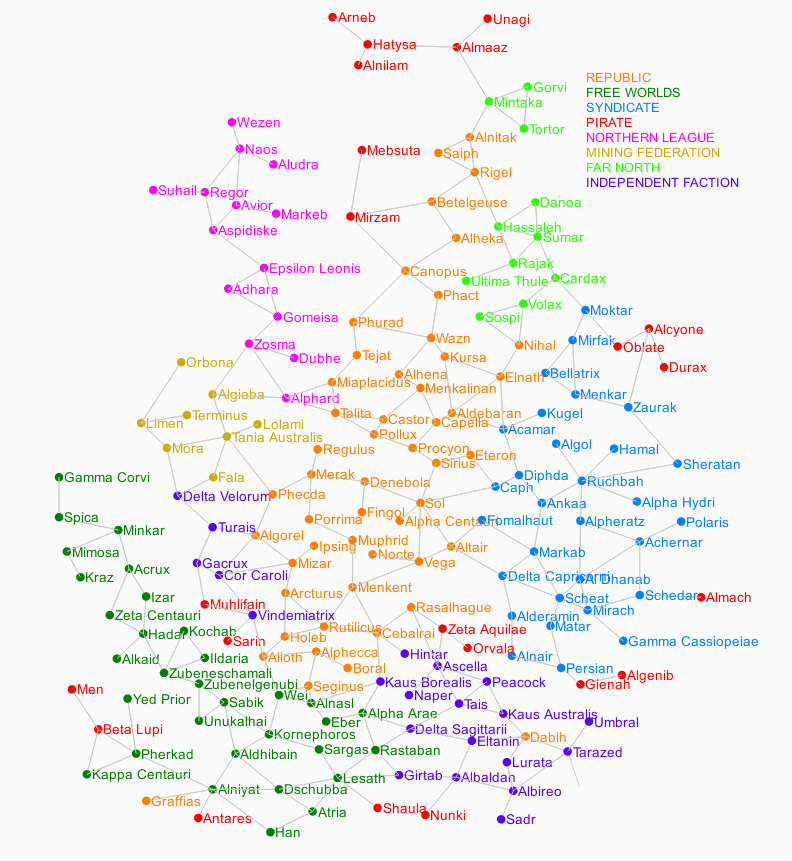 Arneb
Unagi
Hatysa
Almaaz
Alnilam
REPUBLIC
FREE WORLDS
SYNDICATE
PIRATE
NORTHERN LEAGUE
MINING FEDERATION
FAR NORTH
INDEPENDENT FACTION
Gorvi
Mintaka
Wezen
Tortor
Alnitak
Naos
Mebsuta
Saiph
Aludra
Rigel
Suhail
Regor
Avior
Betelgeuse
Danoa
Markeb
Mirzam
Aspidiske
Hassaleh
Alheka
Sumar
Epsilon Leonis
Canopus
Rajak
Ultima Thule
Cardax
Adhara
Phact
Volax
Gomeisa
Sospi
Moktar
Phurad
Alcyone
Zosma
Wazn
Mirfak
Nihal
Oblate
Dubhe
Tejat
Kursa
Orbona
Durax
Alhena
Elnath
Bellatrix
Miaplacidus
Menkalinan
Algieba
Alphard
Menkar
Terminus
Talita
Aldebaran
Kugel
Zaurak
Limen
Lolami
Castor
Capella
Tania Australis
Pollux
Acamar
Mora
Regulus
Procyon
Algol
Hamal
Eteron
Sirius
Sheratan
Gamma Corvi
Fala
Merak
Denebola
Diphda
Ruchbah
Delta Velorum
Phecda
Caph
Sol
Ankaa
Alpha Hydri
Spica
Fingol
Porrima
Alpha Centauri
Fomalhaut
Alpheratz
Polaris
Minkar
Turais
Algorel
Muphrid
Achernar
Mimosa
Ipsing
Nocte
Altair
Markab
Gacrux
Mizar
Vega
Acrux
Kraz
Cor Caroli
Delta Capricorni
Al Dhanab
Menkent
Izar
Arcturus
Scheat
Schedar
Almach
Muhlifain
Rasalhague
Mirach
Zeta Centauri
Vindemiatrix
Alderamin
Hadar
Kochab
Rutilicus
Cebalrai
Zeta Aquilae
Matar
Sarin
Holeb
Gamma Cassiopeiae
Alkaid
Ildaria
Alioth
Alphecca
Hintar
Orvala
Alnair
Zubeneschamali
Boral
Ascella
Persian
Algenib
Men
Zubenelgenubi
Seginus
Kaus Borealis
Peacock
Gienah
Yed Prior
Sabik
Wei
Alnasl
Naper
Tais
Unukalhai
Eber
Alpha Arae
Kaus Australis
Umbral
Beta Lupi
Kornephoros
Delta Sagittarii
Dabih
Pherkad
Aldhibain
Sargas
Rastaban
Eltanin
Tarazed
Lurata
Kappa Centauri
Lesath
Girtab
Albaldan
Alniyat
Dschubba
Albireo
Graffias
Atria
Shaula
Nunki
Antares
Sadr
Han